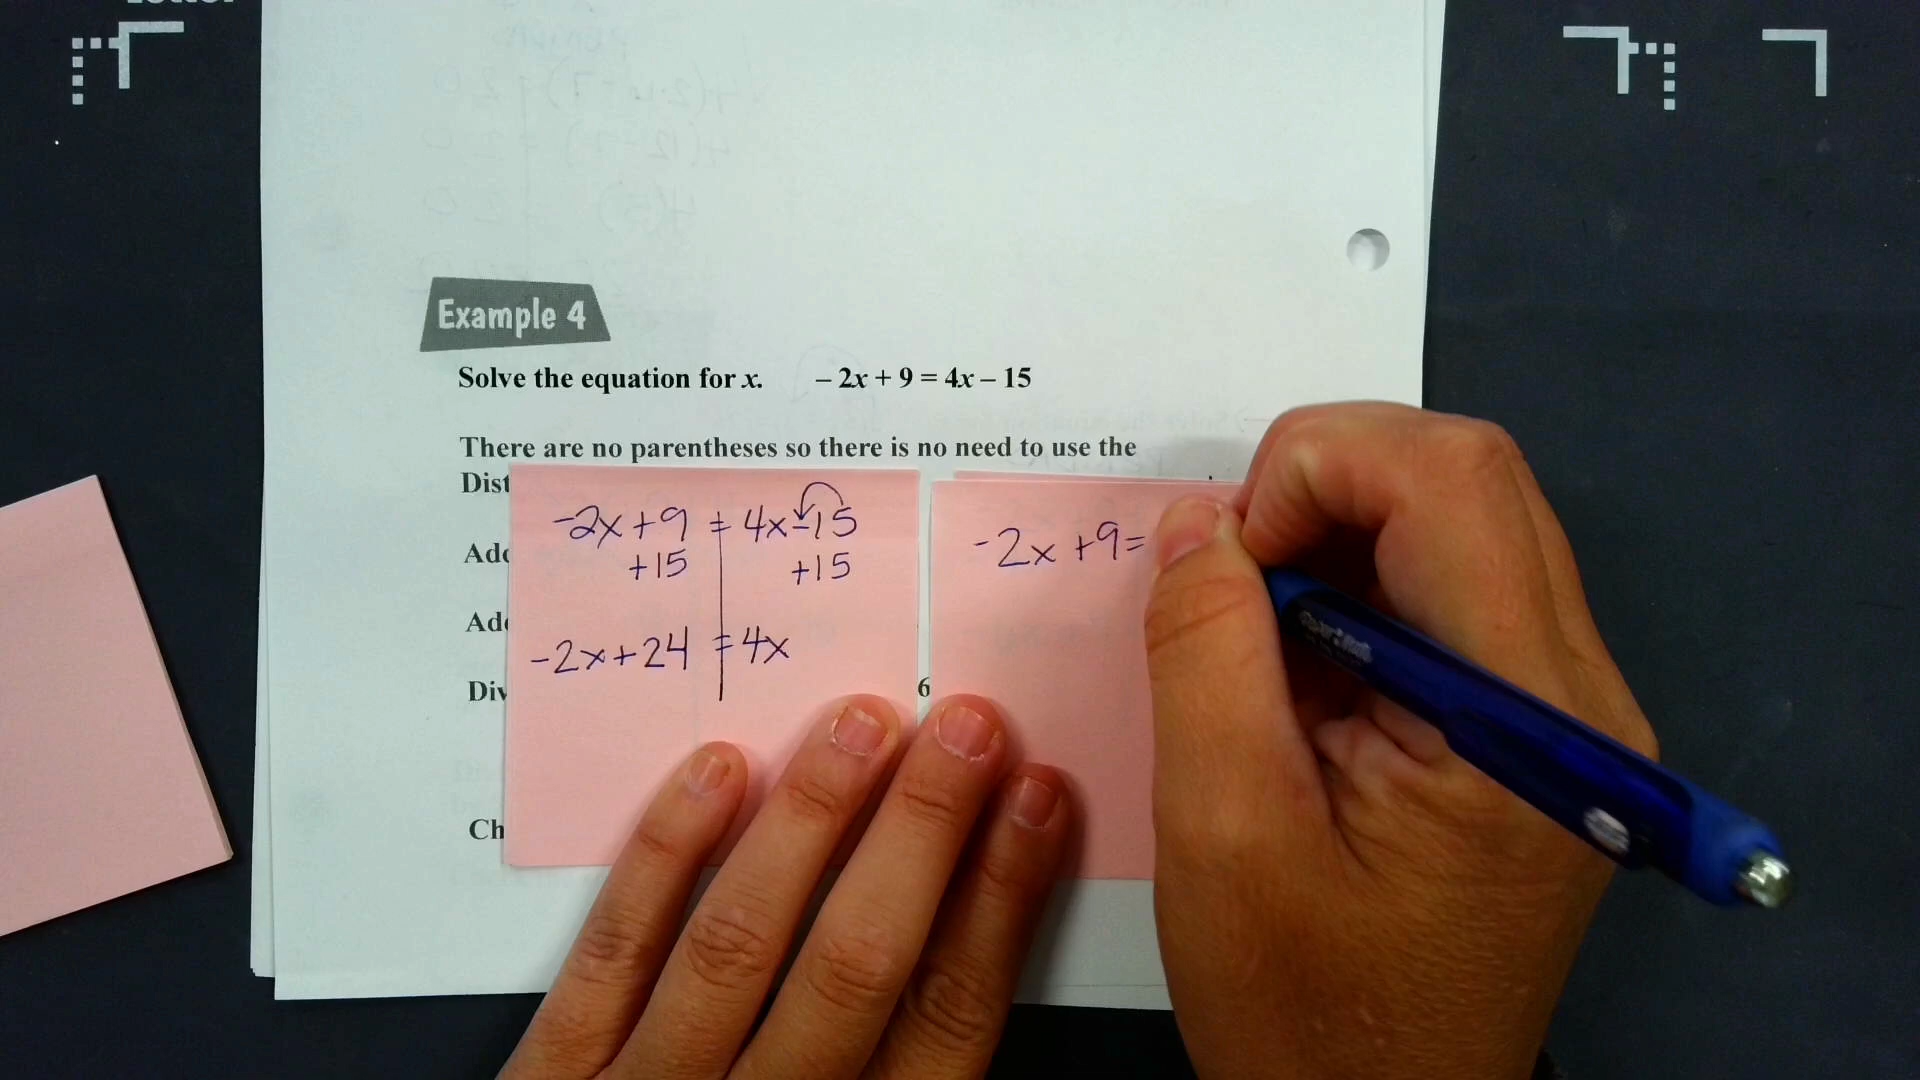 Example 4
Solve the equation for x. – 2x + 9 = 4x – 15
There are no parentheses so there is no need to use the
Dist
-2x+9 = 4x-15
+15 +15
-2x+24 = 4x
-2x +9=
Add
Div
6
Ch